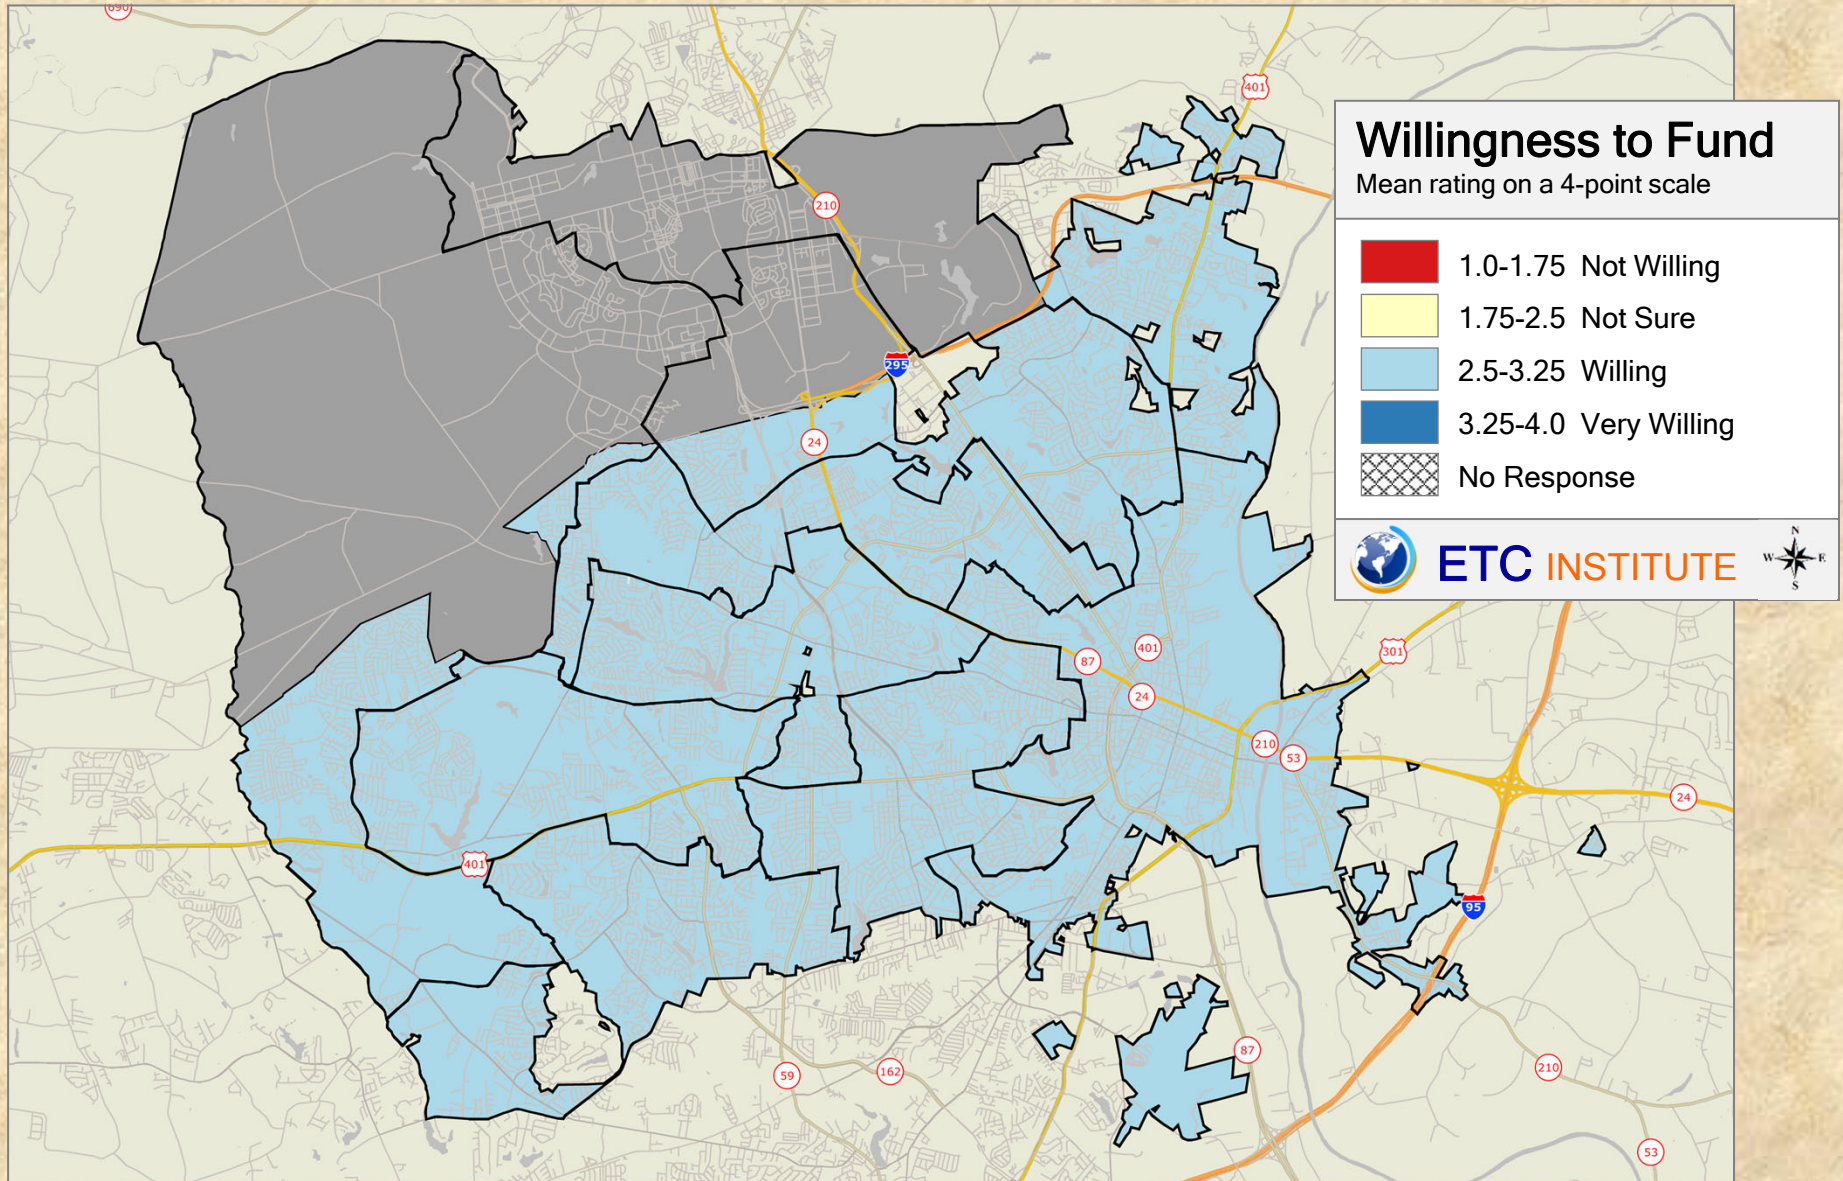 690
401
Willingness to Fund
Mean rating on a 4-point scale
210
1.0-1.75 Not Willing
1.75-2.5 Not Sure
295
2.5-3.25 Willing
3.25-4.0 Very Willing
24
No Response
N
W E
S
ETC INSTITUTE
401
301
87
24
210
53
24
401
95
87
59
162
210
53